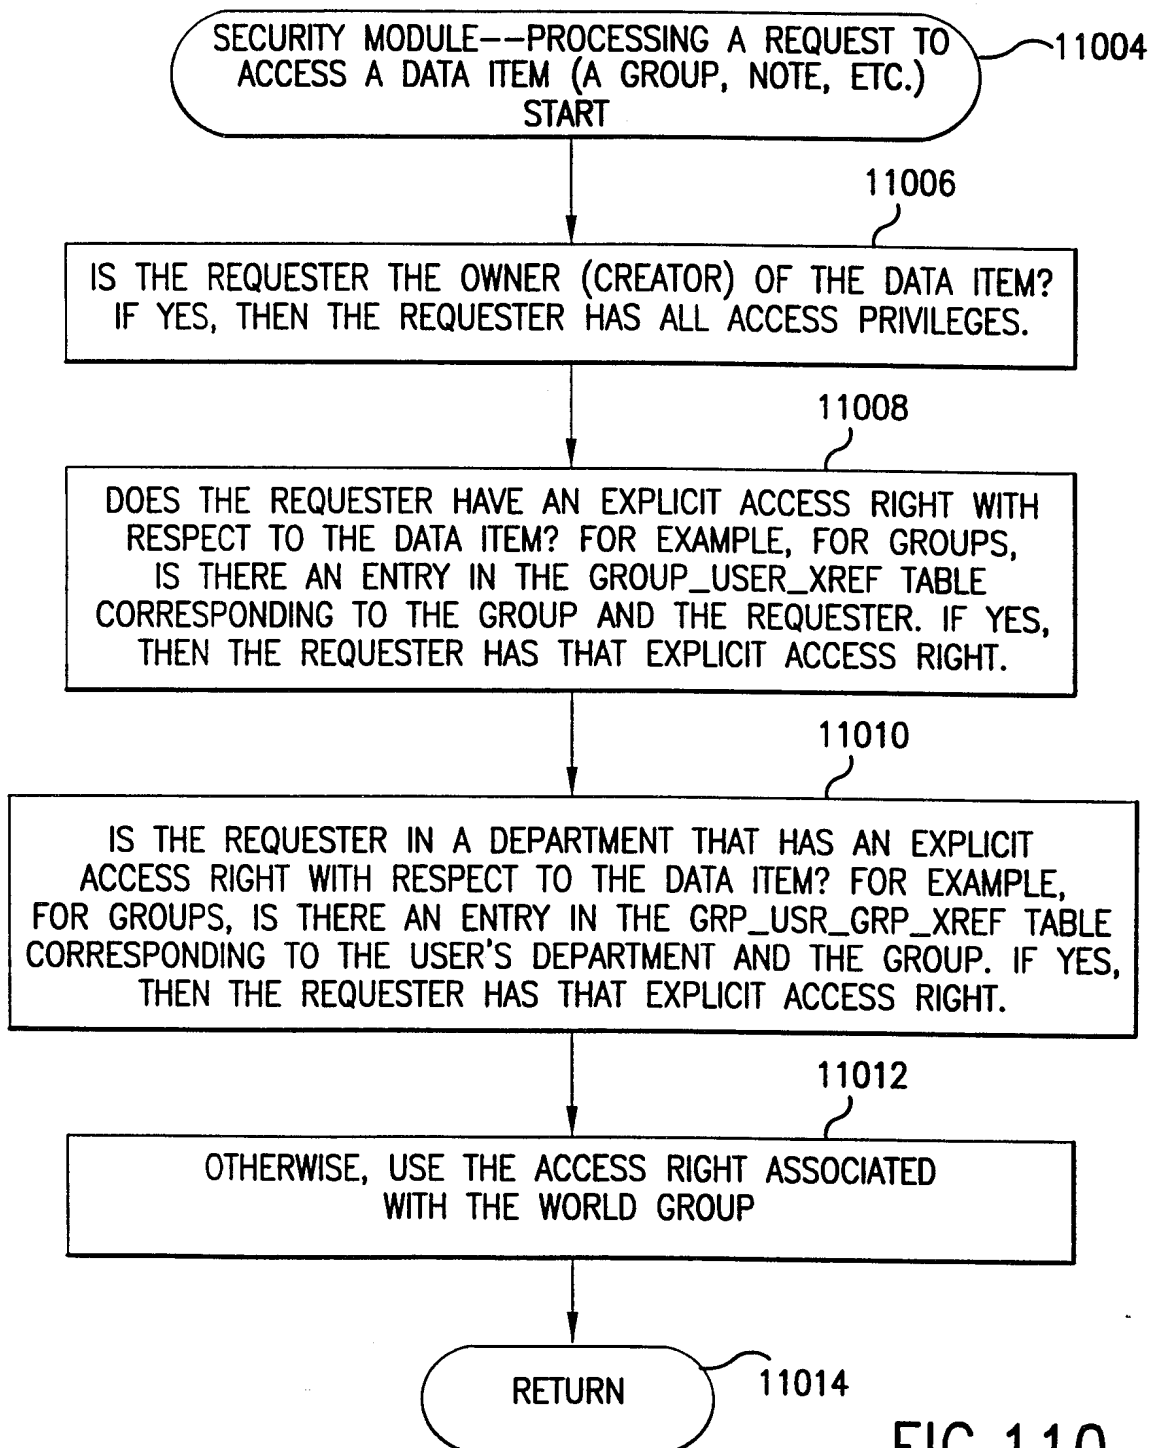 SECURITY MODULE--PROCESSING A REQUEST TO
ACCESS A DATA ITEM (A GROUP, NOTE, ETC.)
START
11004
11006
IS THE REQUESTER THE OWNER (CREATOR) OF THE DATA ITEM?
IF YES, THEN THE REQUESTER HAS ALL ACCESS PRIVILEGES.
11008
DOES THE REQUESTER HAVE AN EXPLICIT ACCESS RIGHT WITH
RESPECT TO THE DATA ITEM? FOR EXAMPLE, FOR GROUPS,
IS THERE AN ENTRY IN THE GROUP_USER_XREF TABLE
CORRESPONDING TO THE GROUP AND THE REQUESTER. IF YES,
THEN THE REQUESTER HAS THAT EXPLICIT ACCESS RIGHT.
11010
IS THE REQUESTER IN A DEPARTMENT THAT HAS AN EXPLICIT
ACCESS RIGHT WITH RESPECT TO THE DATA ITEM? FOR EXAMPLE,
FOR GROUPS, IS THERE AN ENTRY IN THE GRP_USR_GRP_XREF TABLE
CORRESPONDING TO THE USER'S DEPARTMENT AND THE GROUP. IF YES,
THEN THE REQUESTER HAS THAT EXPLICIT ACCESS RIGHT.
11012
OTHERWISE, USE THE ACCESS RIGHT ASSOCIATED
WITH THE WORLD GROUP
RETURN
11014
FIG.110